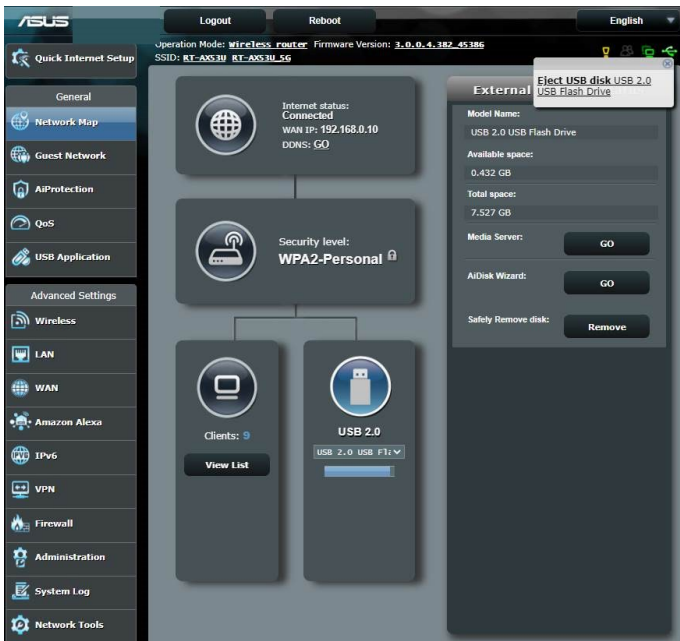 ASUS
Logout
Reboot
English
Quick Internet Setup
Operation Mode: Wireless router Firmware Version: 3.0.0.4.382_45386
SSID: RT-AX53U RT-AX53U_5G
Eject USB disk USB 2.0
USB Flash Drive
General
Network Map
Guest Network
AiProtection
QoS
USB Application
Advanced Settings
Wireless
LAN
WAN
Amazon Alexa
IPv6
VPN
Firewall
Administration
System Log
Network Tools
Internet status:
Connected
WAN IP: 192.168.0.10
DDNS: GO
Security level:
WPA2-Personal
Clients: 9
View List
USB 2.0
USB 2.0 USB Fl
External
Model Name:
USB 2.0 USB Flash Drive
Available space:
0.432 GB
Total space:
7.527 GB
Media Server:
GO
AiDisk Wizard:
GO
Safely Remove disk:
Remove